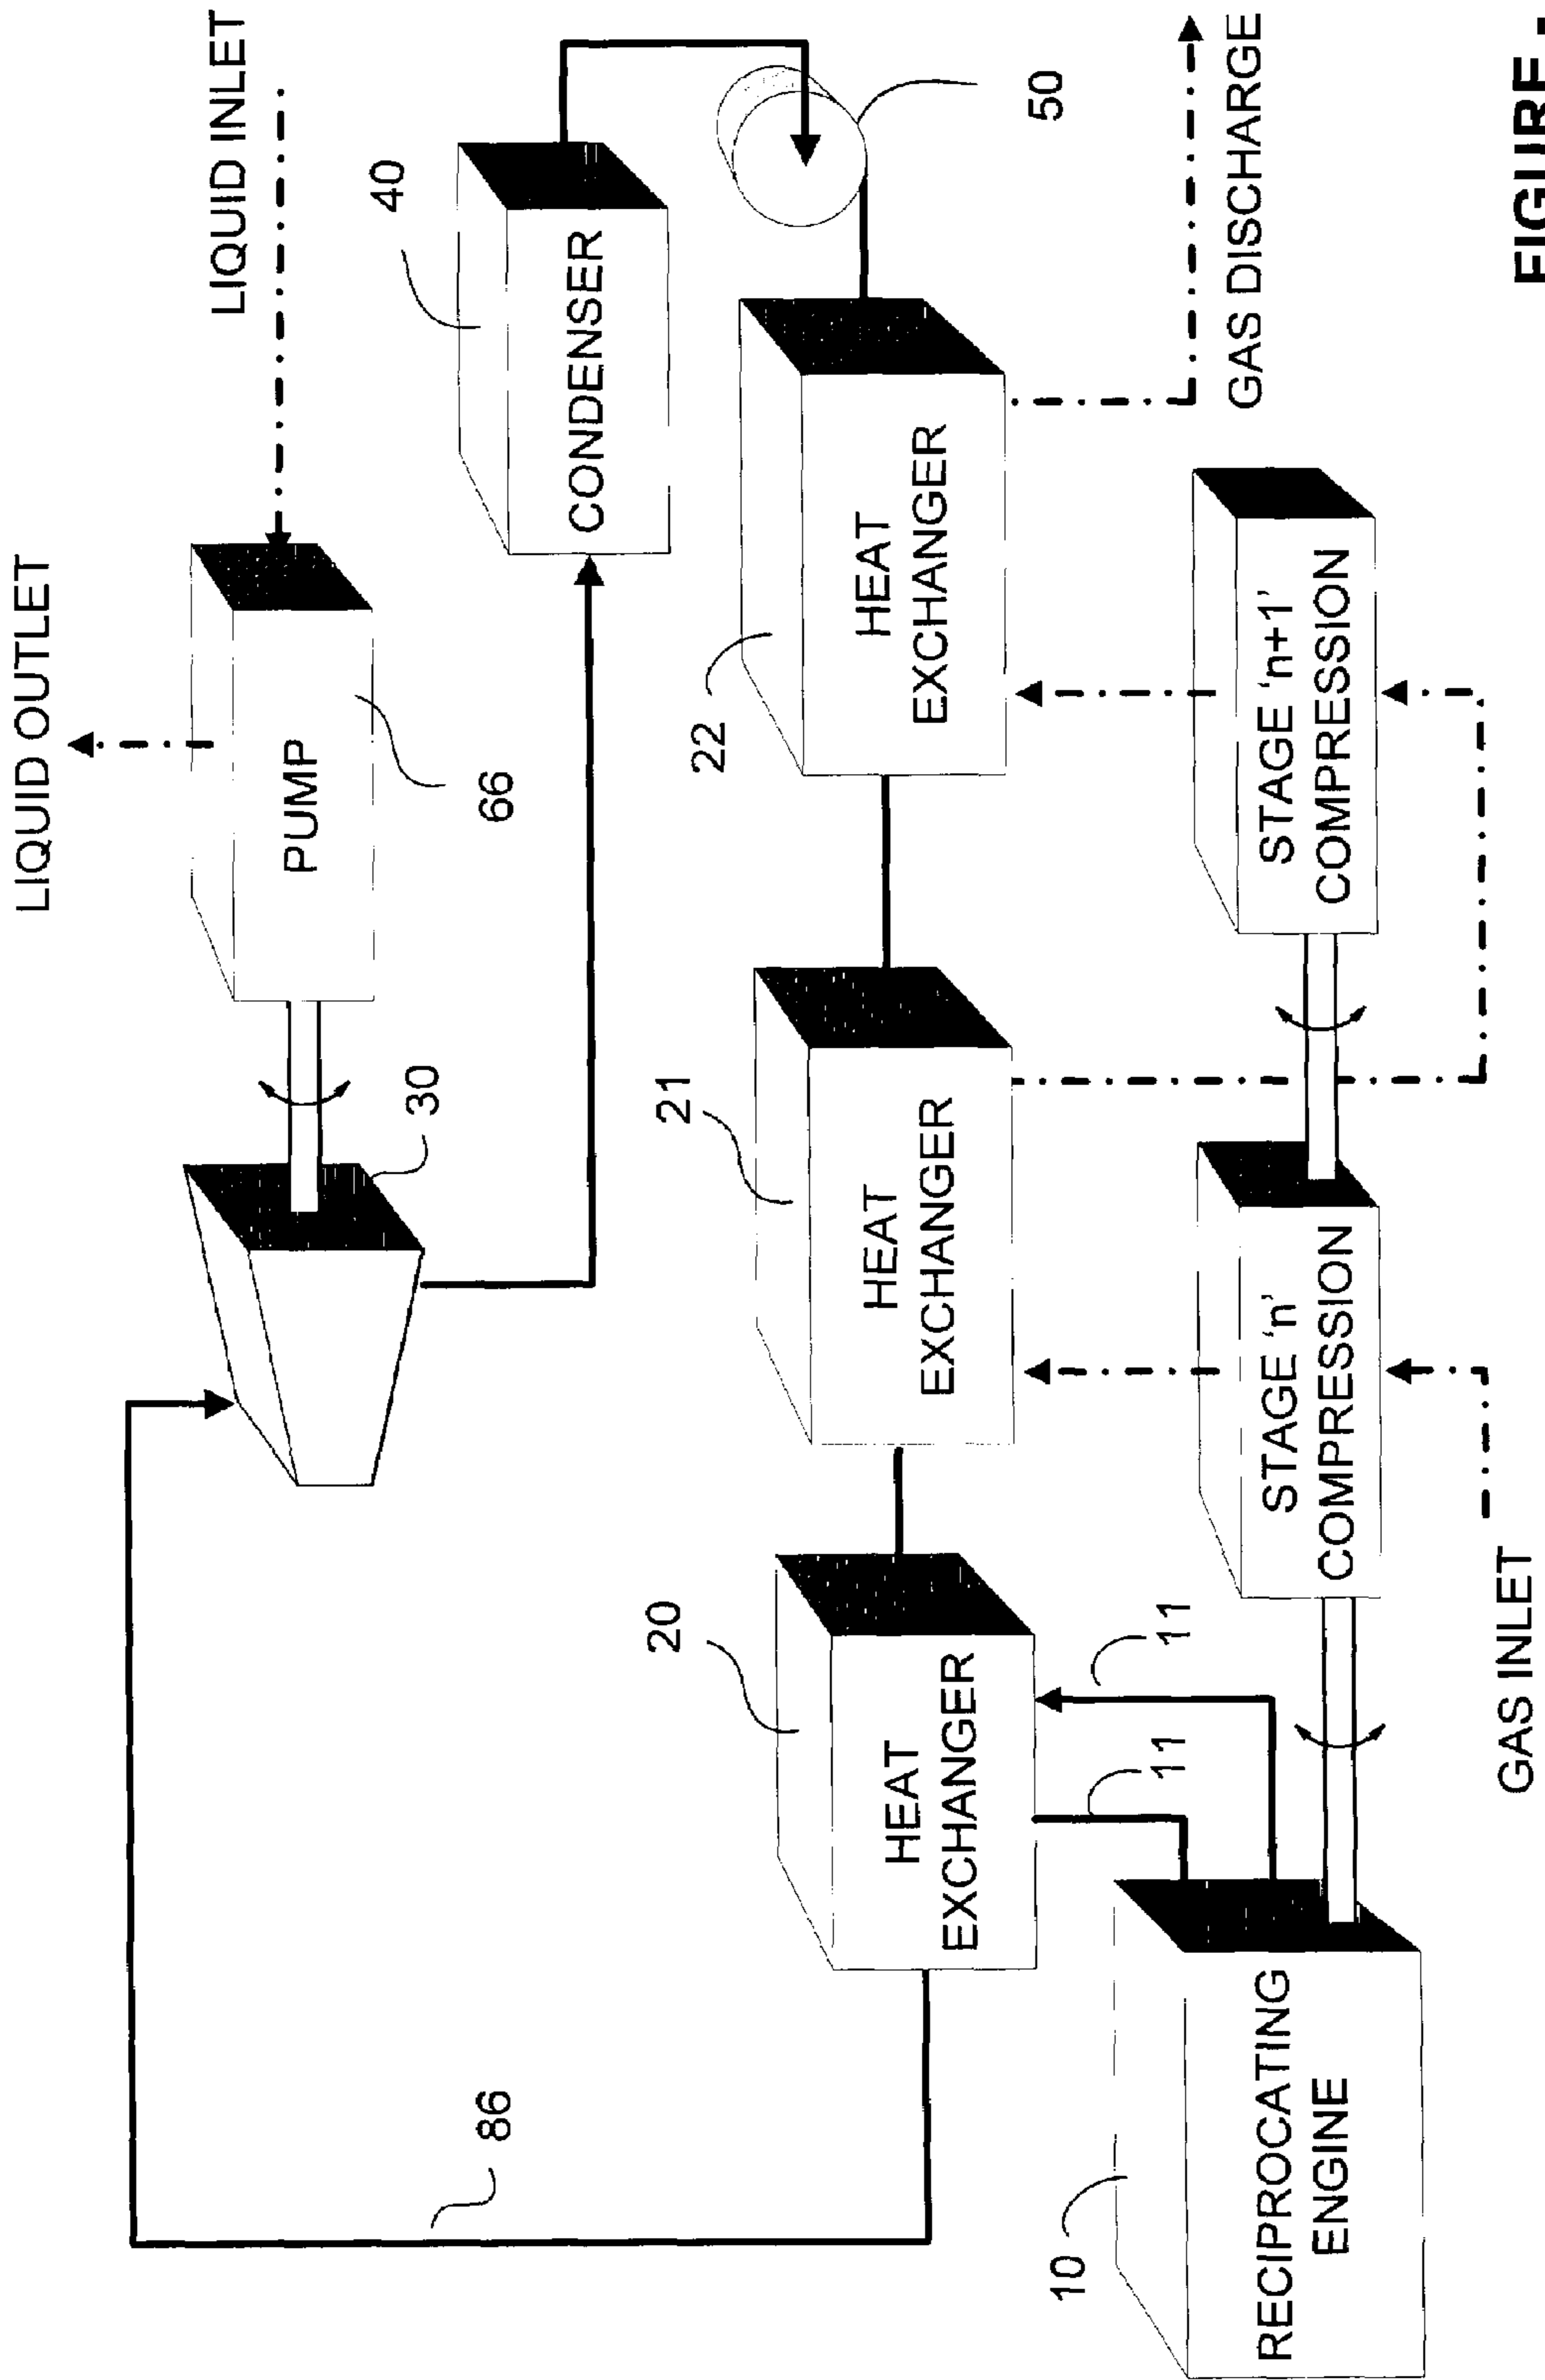 LIQUID OUTLET
LIQUID INLET
PUMP
66
30
40
CONDENSER
50
86
20
HEAT
EXCHANGER
21
HEAT
EXCHANGER
22
HEAT
EXCHANGER
11
11
10
RECIPROCATING
ENGINE
STAGE 'n'
COMPRESSION
STAGE 'n+1'
COMPRESSION
GAS DISCHARGE
GAS INLET
FIGURE -